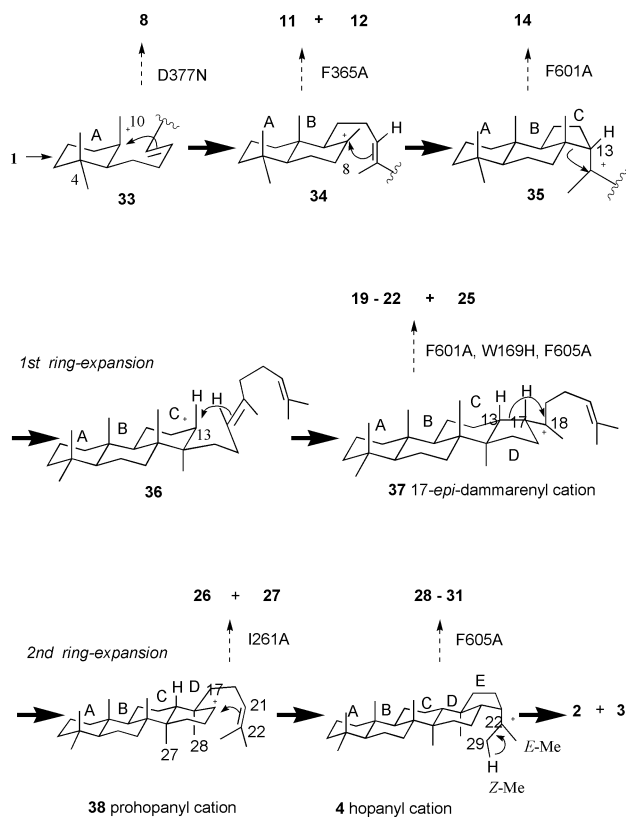 8
11 + 12
14
D377N
F365A
F601A
A
10
1
4
33
A
B
H
8
34
A
B
C
H
13
35
19 - 22 + 25
1st ring-expansion
F601A, W169H, F605A
A
B
C
H
H
13
36
A
B
C
H
H
13
17
18
D
37 17-epi-dammarenyl cation
26 + 27
28 - 31
2nd ring-expansion
I261A
F605A
A
B
C
H
D
17
21
22
27
28
38 prohopanyl cation
A
B
C
D
E
22
29
H
E-Me
Z-Me
2 + 3
4 hopanyl cation